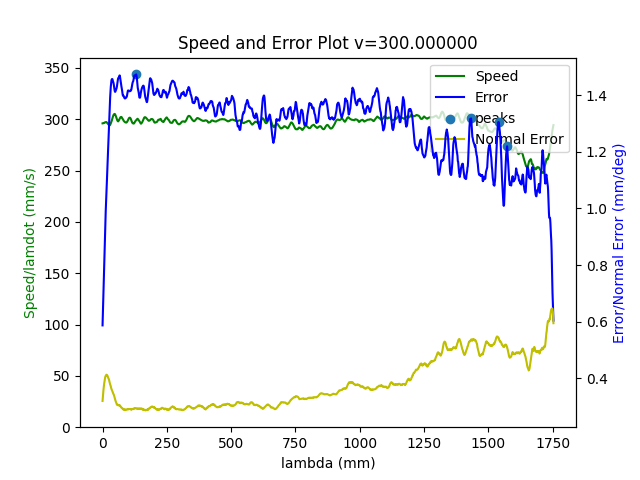 Speed and Error Plot v=300.000000
Speed
Error
peaks
Normal Error
Speed/lamdot (mm/s)
350
300
250
200
150
100
50
0
0
250
500
750
1000
1250
1500
1750
lambda (mm)
1.4
1.2
1.0
0.8
0.6
0.4
Error/Normal Error (mm/deg)